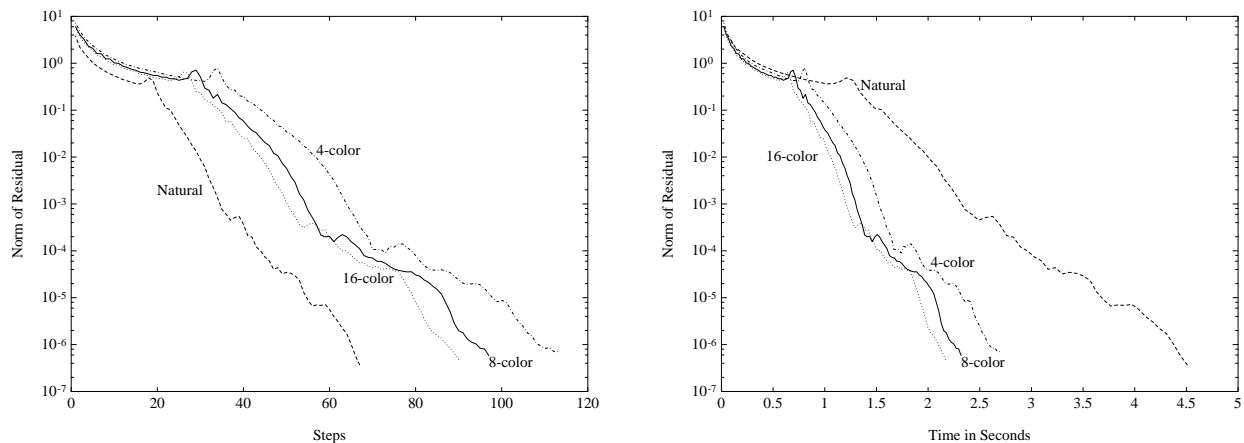 10^1
10^0
10^-1
10^-2
10^-3
10^-4
10^-5
10^-6
10^-7
Norm of Residual
Natural
4-color
16-color
8-color
0 20 40 60 80 100 120
Steps
10^1
10^0
10^-1
10^-2
10^-3
10^-4
10^-5
10^-6
10^-7
Norm of Residual
Natural
16-color
4-color
8-color
0 0.5 1 1.5 2 2.5 3 3.5 4 4.5 5
Time in Seconds